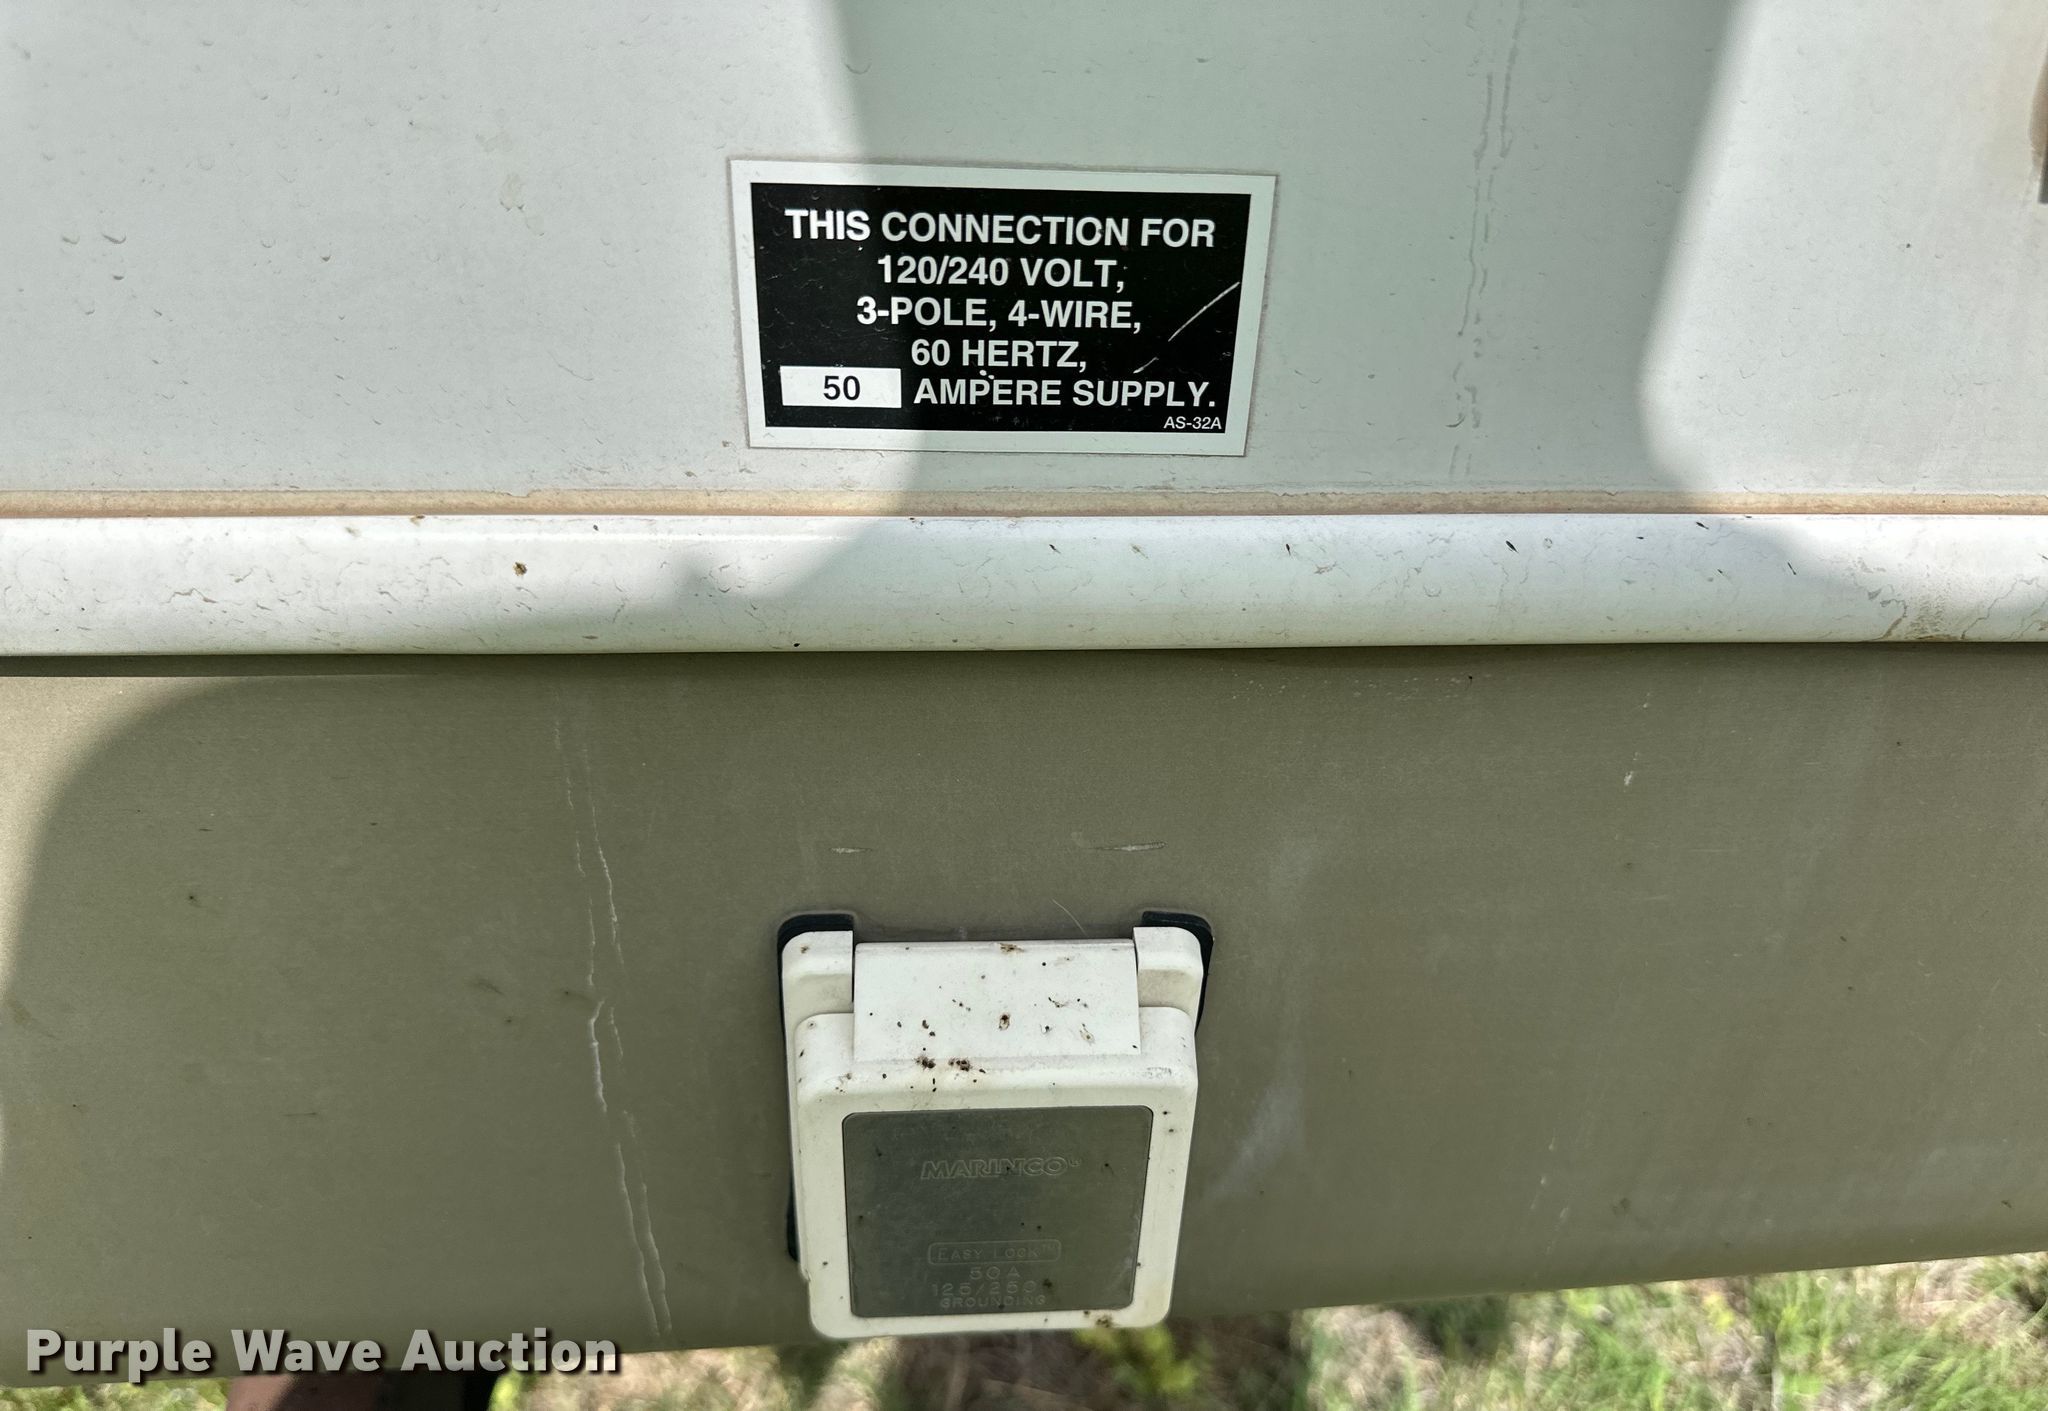 THIS CONNECTION FOR
120/240 VOLT,
3-POLE, 4-WIRE,
60 HERTZ,
50 AMPERE SUPPLY.
AS-32A
MARINCO®
EASY LOCK™
50A
125/250
GROUNDING
Purple Wave Auction